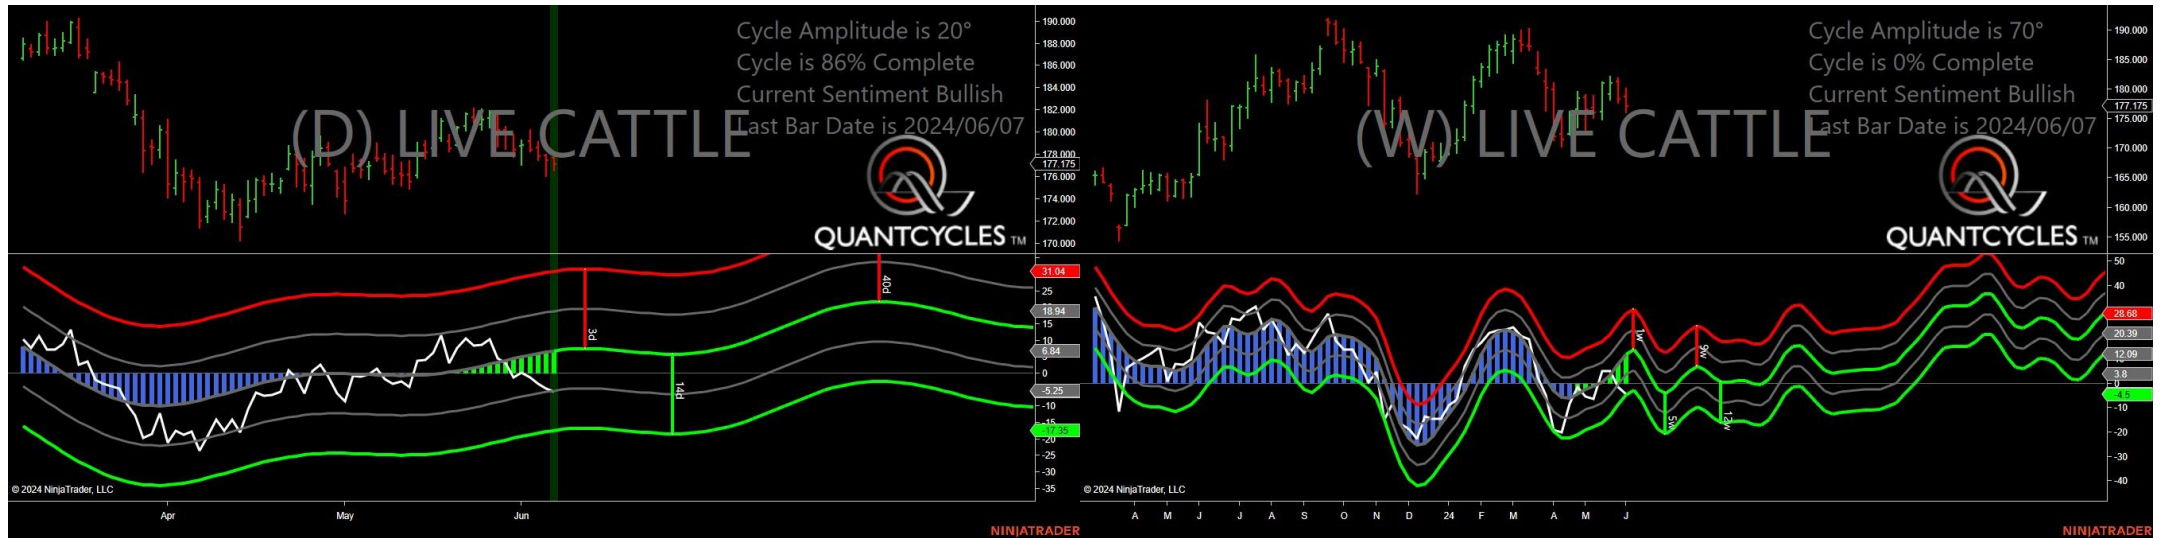 Cycle Amplitude is 20°
Cycle is 86% Complete
Current Sentiment Bullish
Last Bar Date is 2024/06/07
(D) LIVE CATTLE
QUANTCYCLES TM
190.000
188.000
186.000
184.000
182.000
180.000
178.000
177.175
176.000
174.000
172.000
170.000
31.04
25
18.94
15
10
6.84
0
-5.25
-10
-15
-17.35
-20
-25
-30
-35
3d
14d
40d
© 2024 NinjaTrader, LLC
Apr
May
Jun
NINJATRADER
Cycle Amplitude is 70°
Cycle is 0% Complete
Current Sentiment Bullish
Last Bar Date is 2024/06/07
(W) LIVE CATTLE
QUANTCYCLES TM
190.000
185.000
180.000
177.175
175.000
170.000
165.000
160.000
155.000
50
40
28.68
20.39
12.09
3.8
0
-4.5
-10
-20
-30
-40
1w
5w
9w
12w
© 2024 NinjaTrader, LLC
A M J J A S O N D 24 F M A M J
NINJATRADER